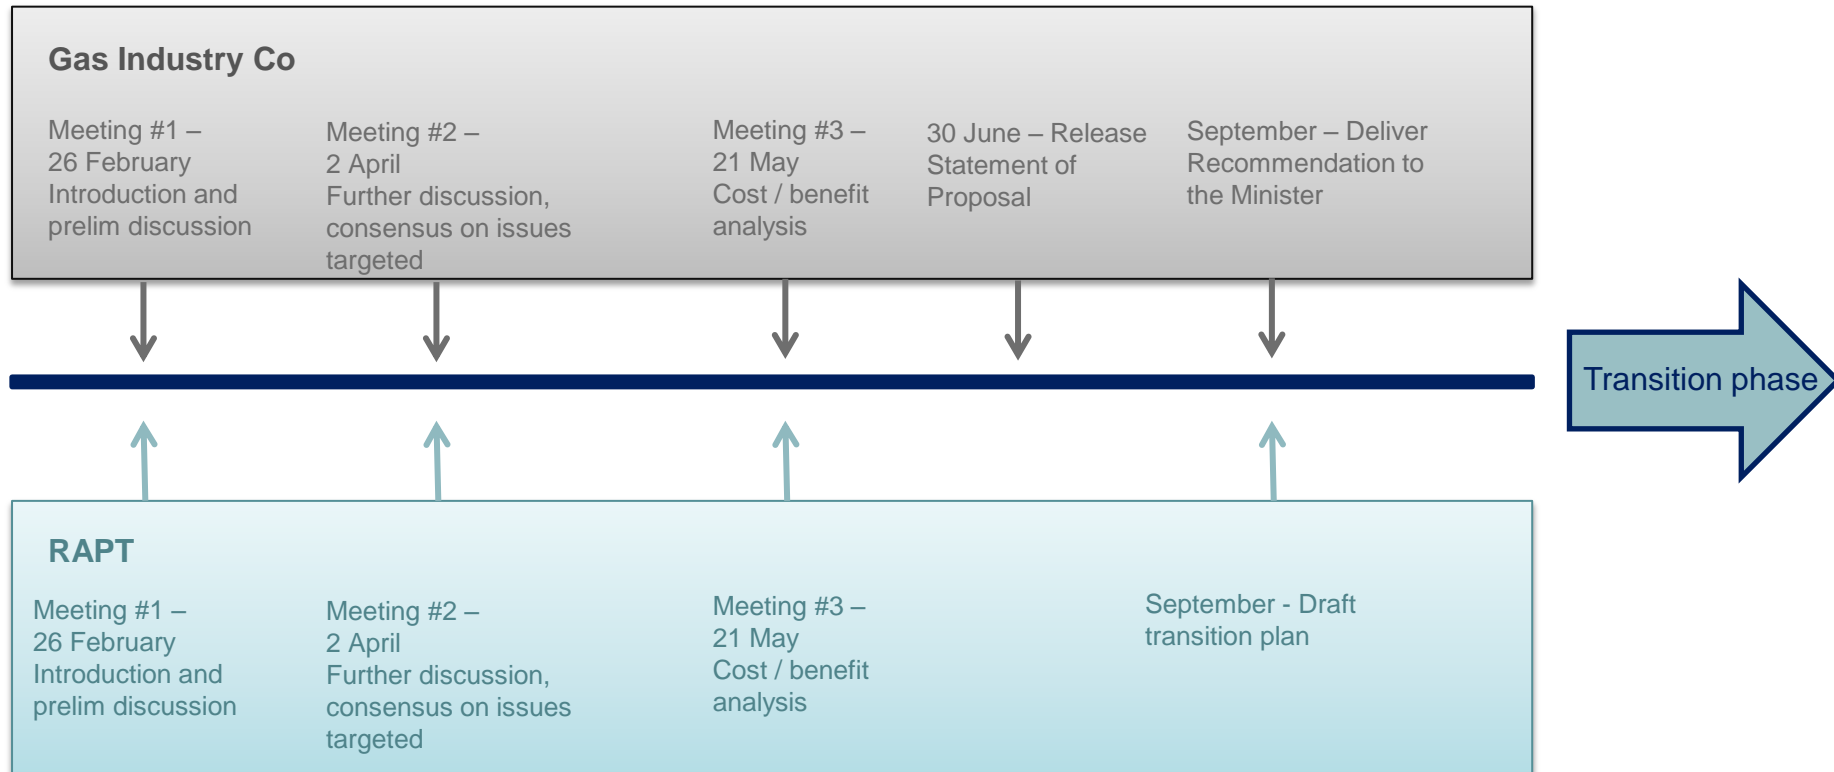 Gas Industry Co
Meeting #1 –
26 February
Introduction and
prelim discussion
Meeting #2 –
2 April
Further discussion,
consensus on issues
targeted
Meeting #3 –
21 May
Cost / benefit
analysis
30 June – Release
Statement of
Proposal
September – Deliver
Recommendation to
the Minister
Transition phase
RAPT
Meeting #1 –
26 February
Introduction and
prelim discussion
Meeting #2 –
2 April
Further discussion,
consensus on issues
targeted
Meeting #3 –
21 May
Cost / benefit
analysis
September - Draft
transition plan